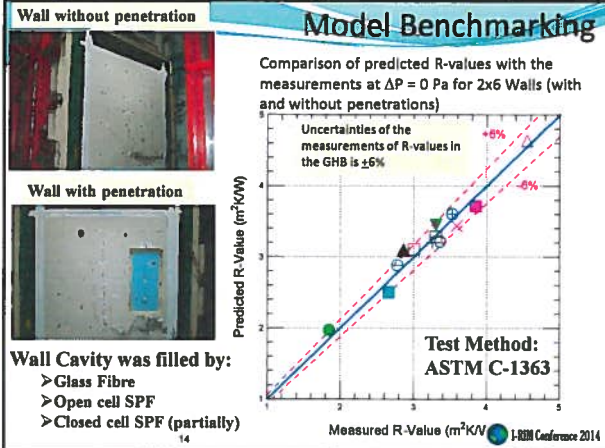 Wall without penetration
Model Benchmarking
Comparison of predicted R-values with the
measurements at ΔP = 0 Pa for 2x6 Walls (with
and without penetrations)
Uncertainties of the
measurements of R-values in
the GHB is ±6%
+6%
-6%
Wall with penetration
Predicted R-Value (m²K/W)
5
4
3
2
1
1
2
3
4
5
Test Method:
ASTM C-1363
Measured R-Value (m²K/W
Wall Cavity was filled by:
➢Glass Fibre
➢Open cell SPF
➢Closed cell SPF (partially)
14
I-RIM Conference 2014